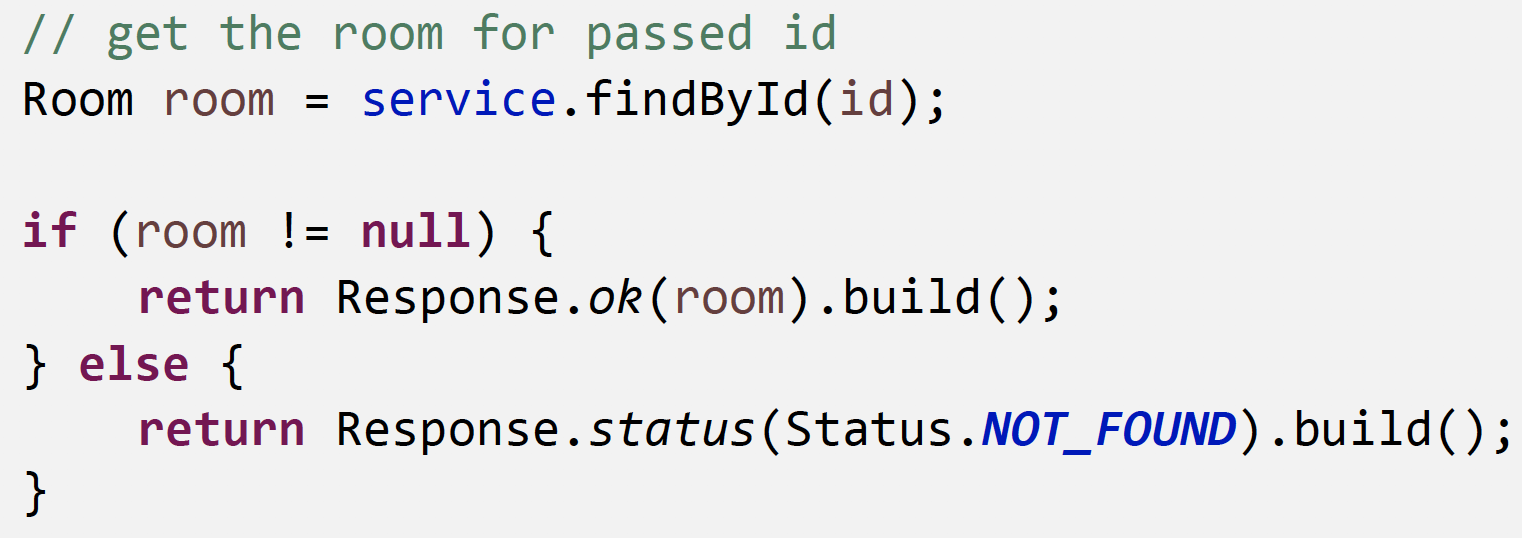 // get the room for passed id
Room room = service.findById(id);
if (room != null) {
return Response.ok(room).build();
} else {
return Response.status(Status.NOT_FOUND).build();
}